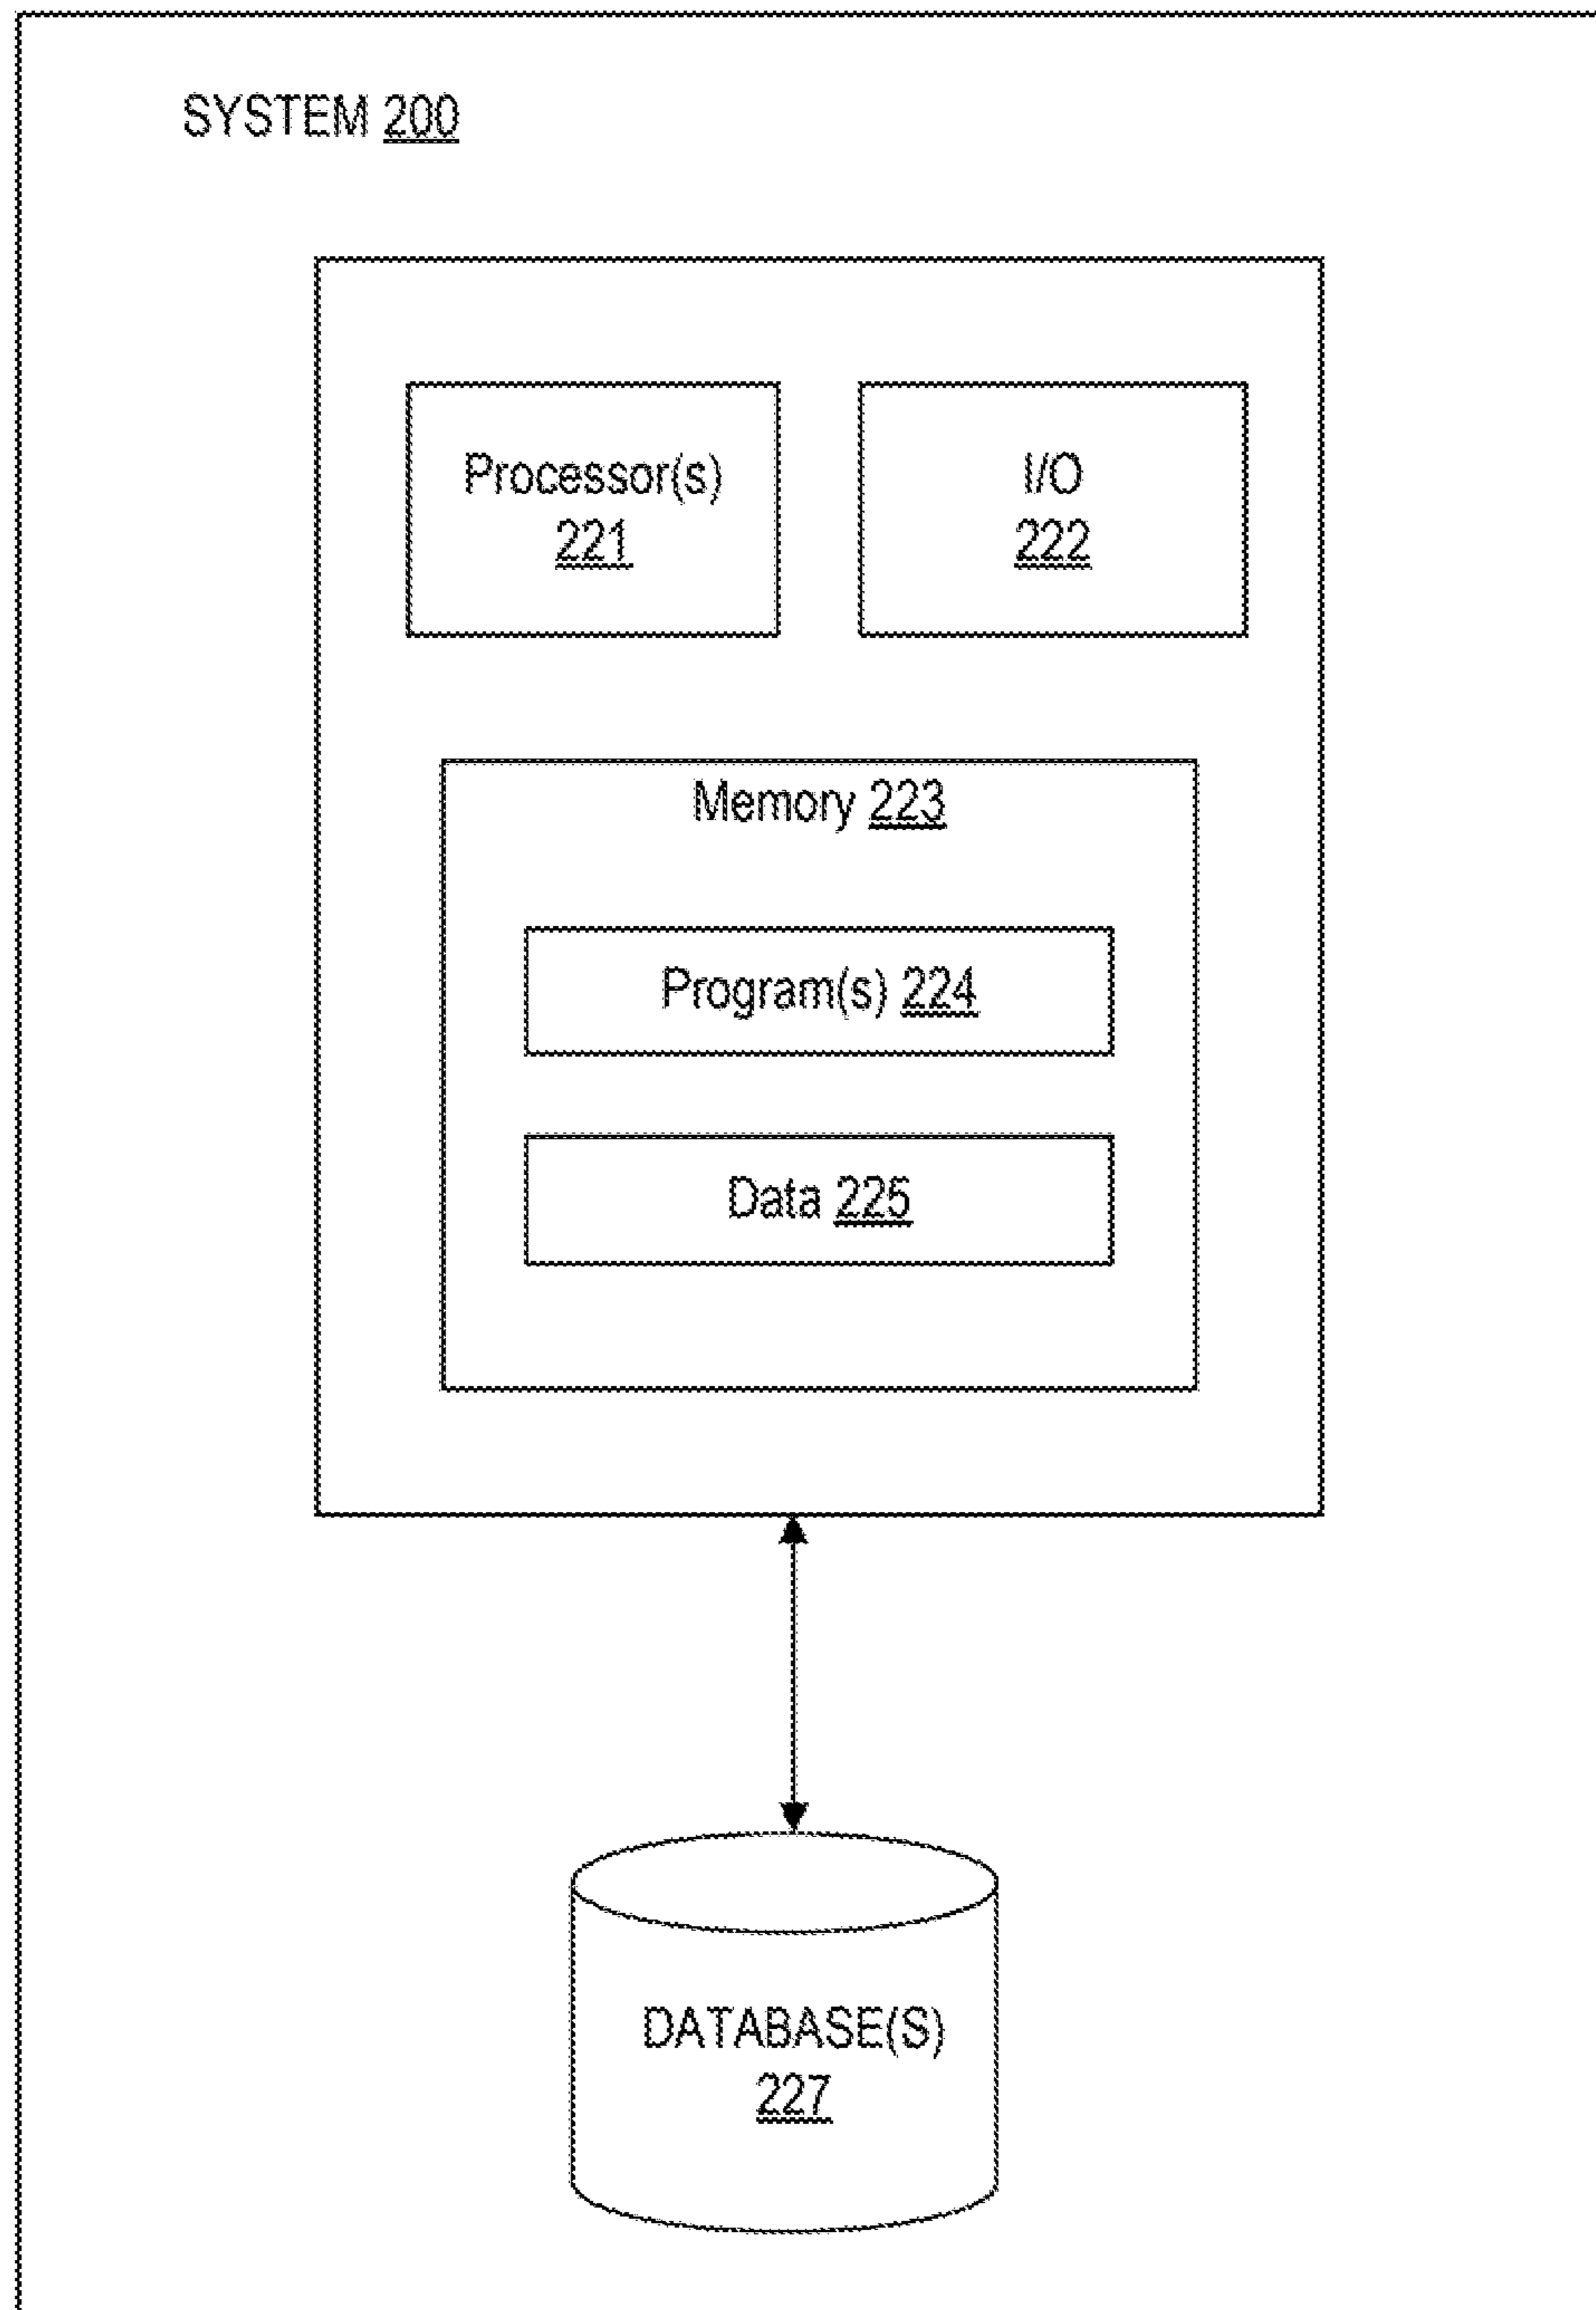 SYSTEM 200
Processor(s)
221
I/O
222
Memory 223
Program(s) 224
Data 225
DATABASE(S)
227